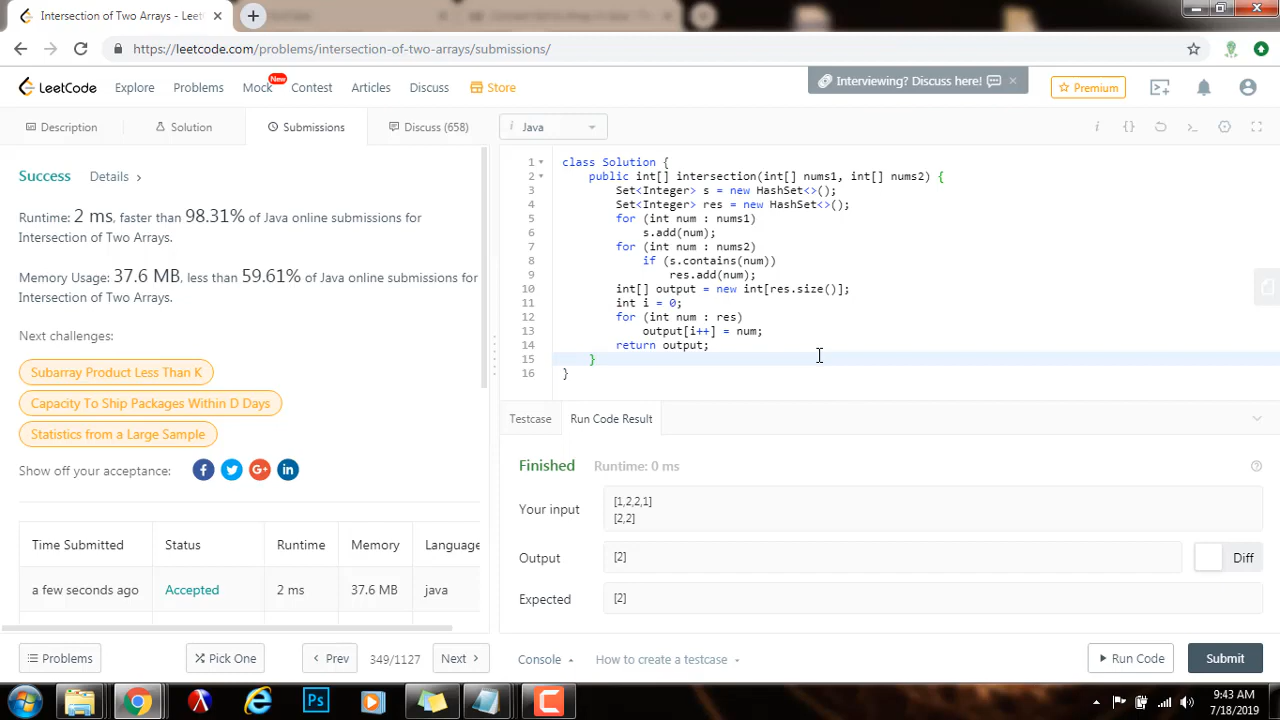 Intersection of Two Arrays - Leet
https://leetcode.com/problems/intersection-of-two-arrays/submissions/
LeetCode
Explore
Problems
New
Mock
Contest
Articles
Discuss
Store
Interviewing? Discuss here!
Premium
Description
Solution
Submissions
Discuss (658)
i Java
Success
Details >
Runtime: 2 ms, faster than 98.31% of Java online submissions for
Intersection of Two Arrays.
Memory Usage: 37.6 MB, less than 59.61% of Java online submissions for
Intersection of Two Arrays.
Next challenges:
Subarray Product Less Than K
Capacity To Ship Packages Within D Days
Statistics from a Large Sample
Show off your acceptance:
Time Submitted
Status
Runtime
Memory
Language
a few seconds ago
Accepted
2 ms
37.6 MB
java
1 class Solution {
2 public int[] intersection(int[] nums1, int[] nums2) {
3 Set<Integer> s = new HashSet<>();
4 Set<Integer> res = new HashSet<>();
5 for (int num : nums1)
6 s.add(num);
7 for (int num : nums2)
8 if (s.contains(num))
9 res.add(num);
10 int[] output = new int[res.size()];
11 int i = 0;
12 for (int num : res)
13 output[i++] = num;
14 return output;
15 }
16 }
Testcase
Run Code Result
Finished
Runtime: 0 ms
Your input
[1,2,2,1]
[2,2]
Output
[2]
Diff
Expected
[2]
Problems
Pick One
Prev
349/1127
Next
Console
How to create a testcase
Run Code
Submit
Ps
9:43 AM
7/18/2019